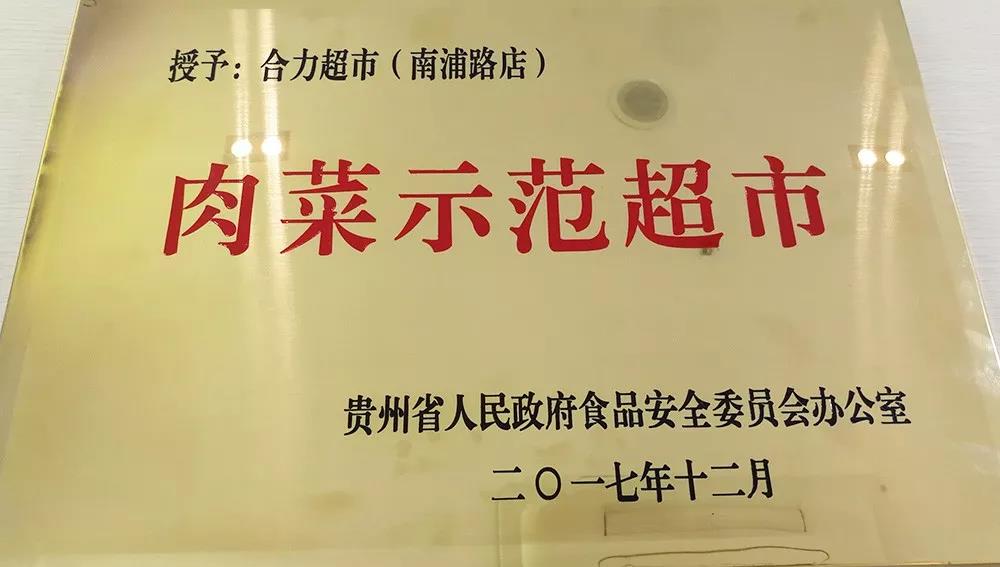 授予：合力超市（南浦路店）
肉菜示范超市
贵州省人民政府食品安全委员会办公室
二〇一七年十二月